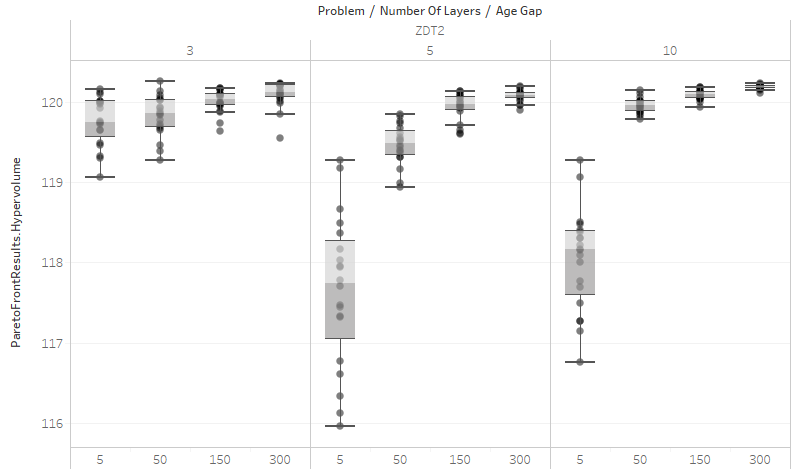 Problem / Number Of Layers / Age Gap
ZDT2
3 5 10
ParetoFrontResults.Hypervolume
120
119
118
117
116
5 50 150 300 5 50 150 300 5 50 150 300